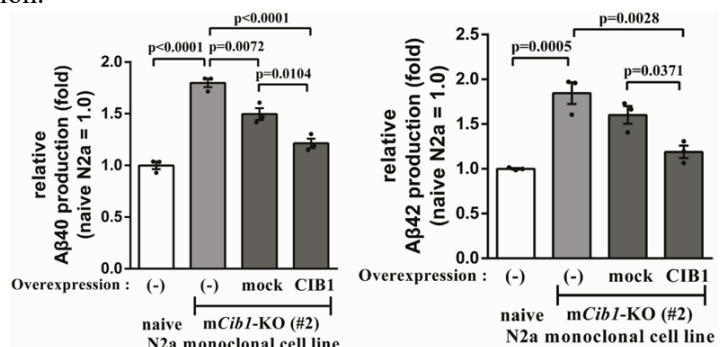 ion.
p<0.0001
p<0.0001 p=0.0072
p=0.0104
relative
Aβ40 production (fold)
(naive N2a = 1.0)
2.0
1.5
1.0
0.5
0.0
Overexpression : (-) (-) mock CIB1
naive mCib1-KO (#2)
N2a monoclonal cell line
p=0.0028
p=0.0005
p=0.0371
relative
Aβ42 production (fold)
(naive N2a = 1.0)
2.5
2.0
1.5
1.0
0.5
0.0
Overexpression : (-) (-) mock CIB1
naive mCib1-KO (#2)
N2a monoclonal cell line